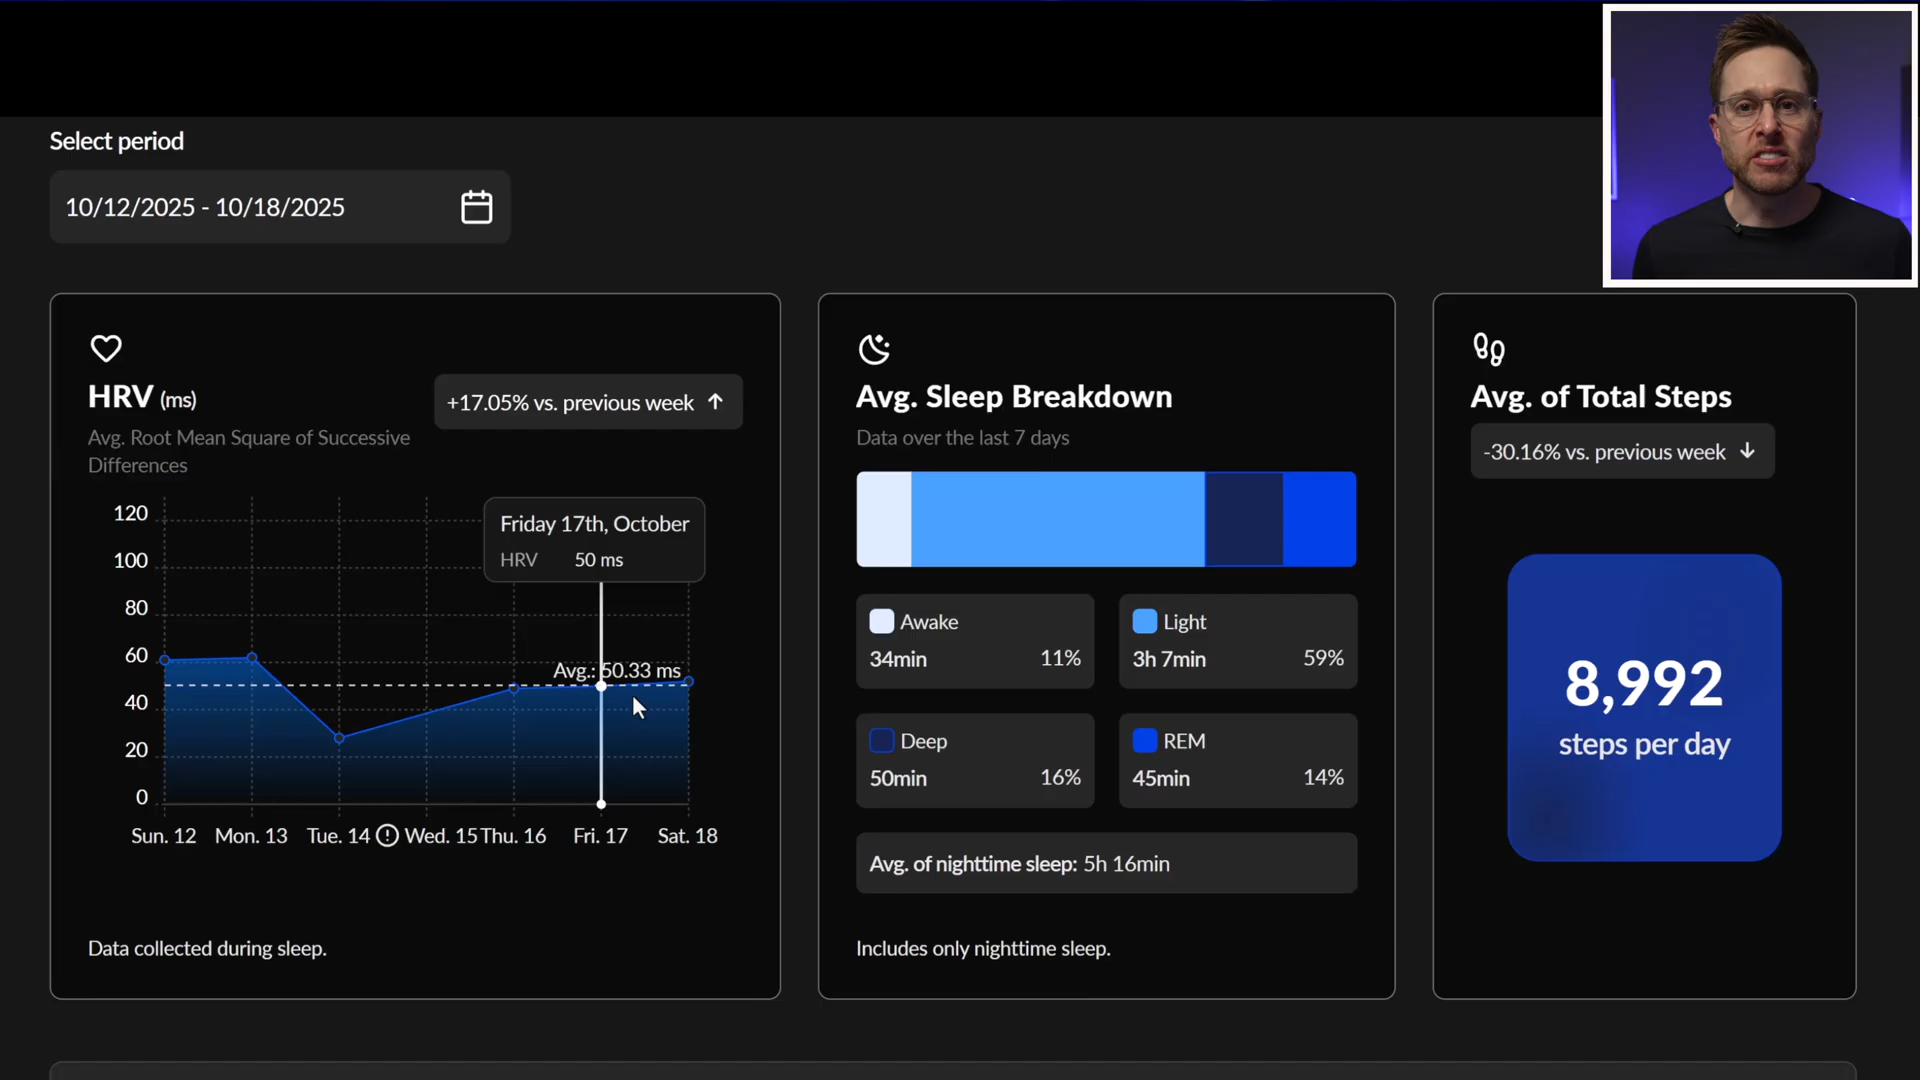 Select period
10/12/2025 - 10/18/2025
HRV (ms)
+17.05% vs. previous week
Avg. Root Mean Square of Successive
Differences
120
100
80
60
40
20
0
Friday 17th, October
HRV 50 ms
Avg.: 50.33 ms
Sun. 12 Mon. 13 Tue. 14 Wed. 15 Thu. 16 Fri. 17 Sat. 18
Data collected during sleep.
Avg. Sleep Breakdown
Data over the last 7 days
Awake
34min 11%
Light
3h 7min 59%
Deep
50min 16%
REM
45min 14%
Avg. of nighttime sleep: 5h 16min
Includes only nighttime sleep.
Avg. of Total Steps
-30.16% vs. previous week
8,992
steps per day